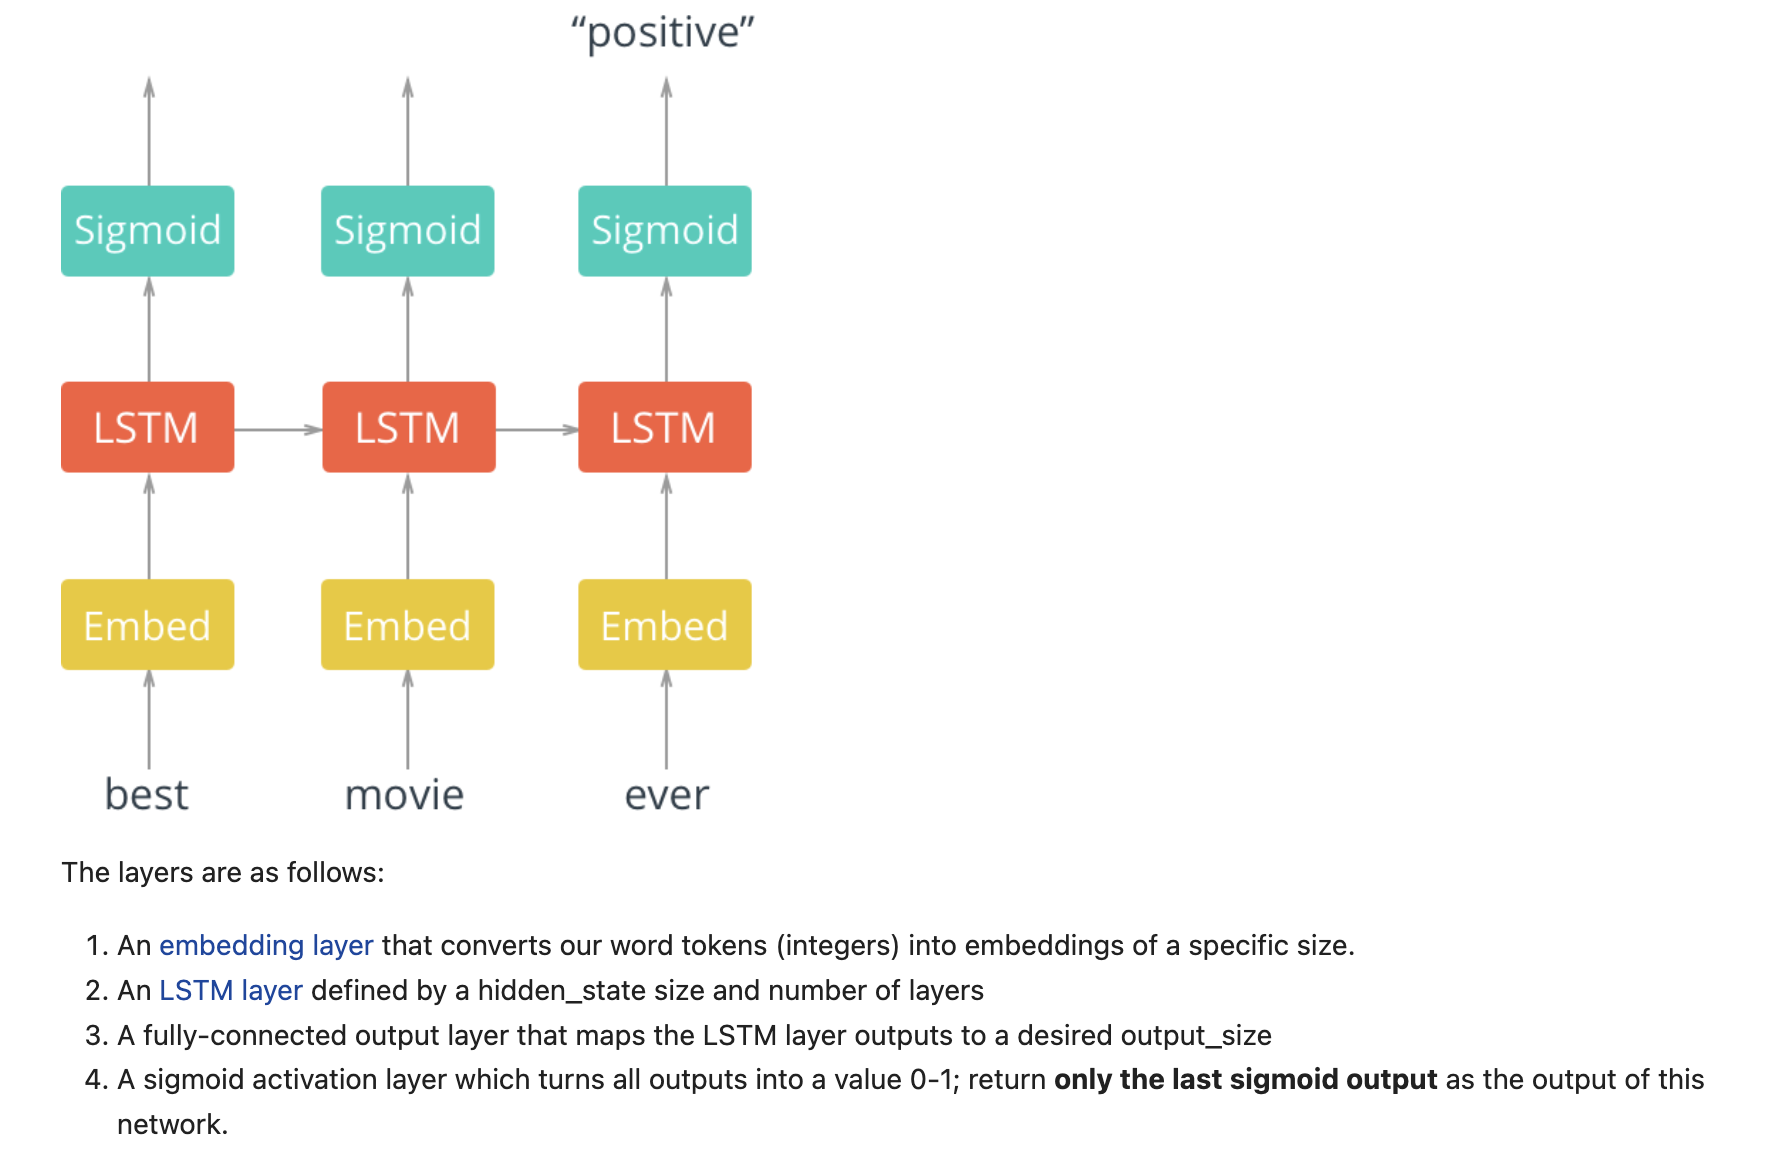 “positive”
Sigmoid Sigmoid Sigmoid
LSTM LSTM LSTM
Embed Embed Embed
best movie ever
The layers are as follows:
1. An embedding layer that converts our word tokens (integers) into embeddings of a specific size.
2. An LSTM layer defined by a hidden_state size and number of layers
3. A fully-connected output layer that maps the LSTM layer outputs to a desired output_size
4. A sigmoid activation layer which turns all outputs into a value 0-1; return only the last sigmoid output as the output of this
network.